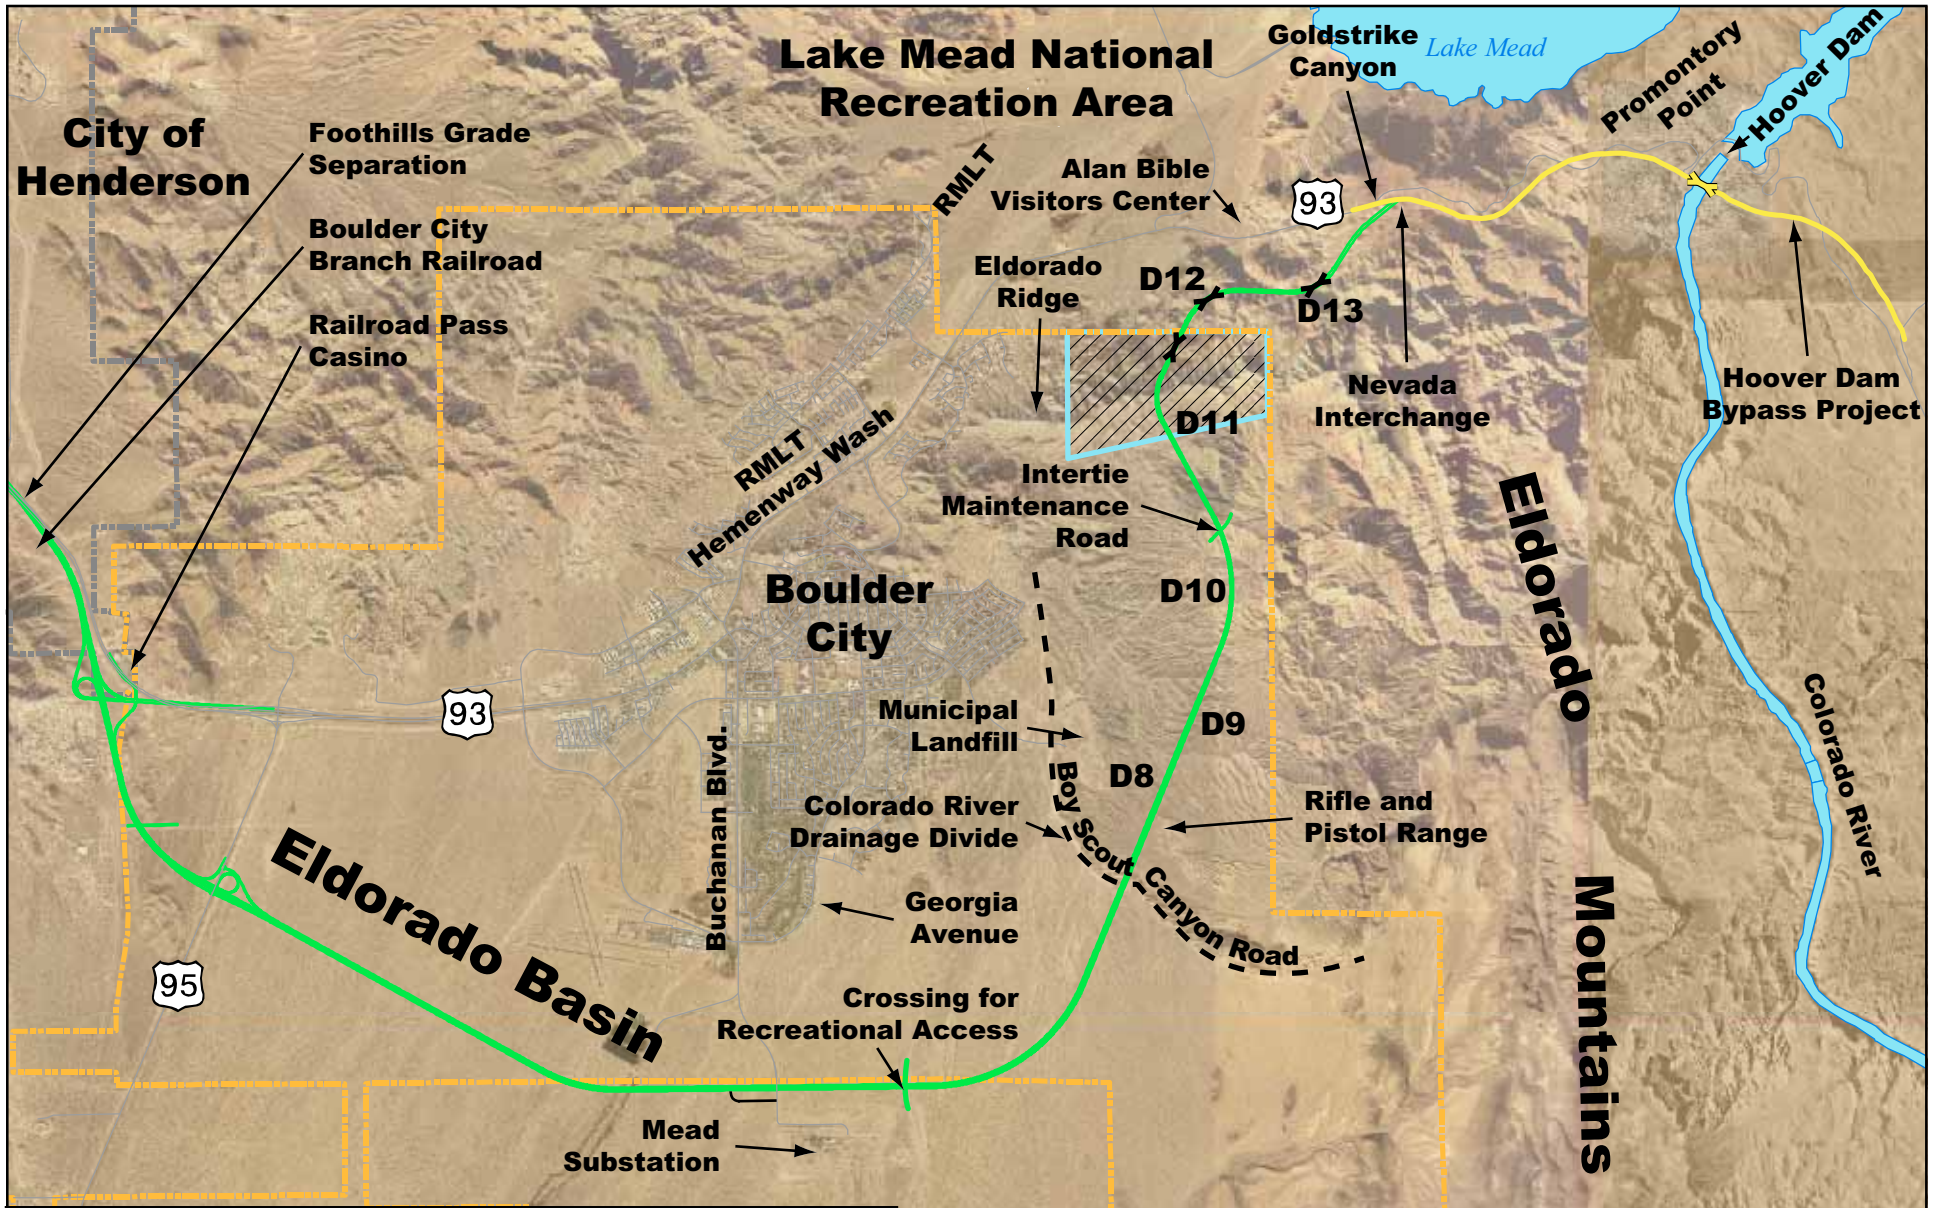 Lake Mead National
Recreation Area
Goldstrike
Canyon
Lake Mead
Promontory
Point
Hoover Dam
City of
Henderson
Foothills Grade
Separation
Boulder City
Branch Railroad
Railroad Pass
Casino
RMLT
Alan Bible
Visitors Center
93
Eldorado
Ridge
D12
D13
Nevada
Interchange
Hoover Dam
Bypass Project
D11
RMLT
Hemenway Wash
Intertie
Maintenance
Road
D10
Boulder
City
Eldorado
Mountains
Colorado River
93
Municipal
Landfill
D9
D8
Buchanan Blvd.
Boy Scout Canyon Road
Colorado River
Drainage Divide
Rifle and
Pistol Range
Georgia
Avenue
Eldorado Basin
95
Crossing for
Recreational Access
Mead
Substation